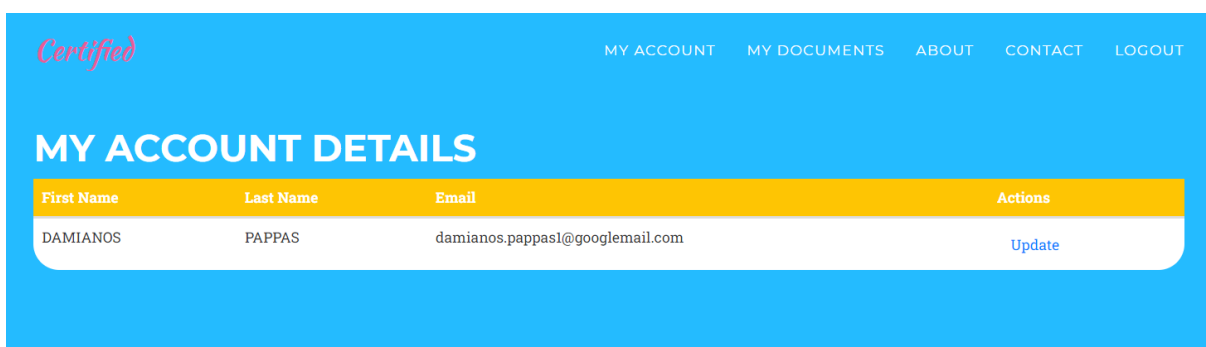 Certified MY ACCOUNT MY DOCUMENTS ABOUT CONTACT LOGOUT
MY ACCOUNT DETAILS
First Name Last Name Email Actions
DAMIANOS PAPPAS damianos.pappas1@googlemail.com Update